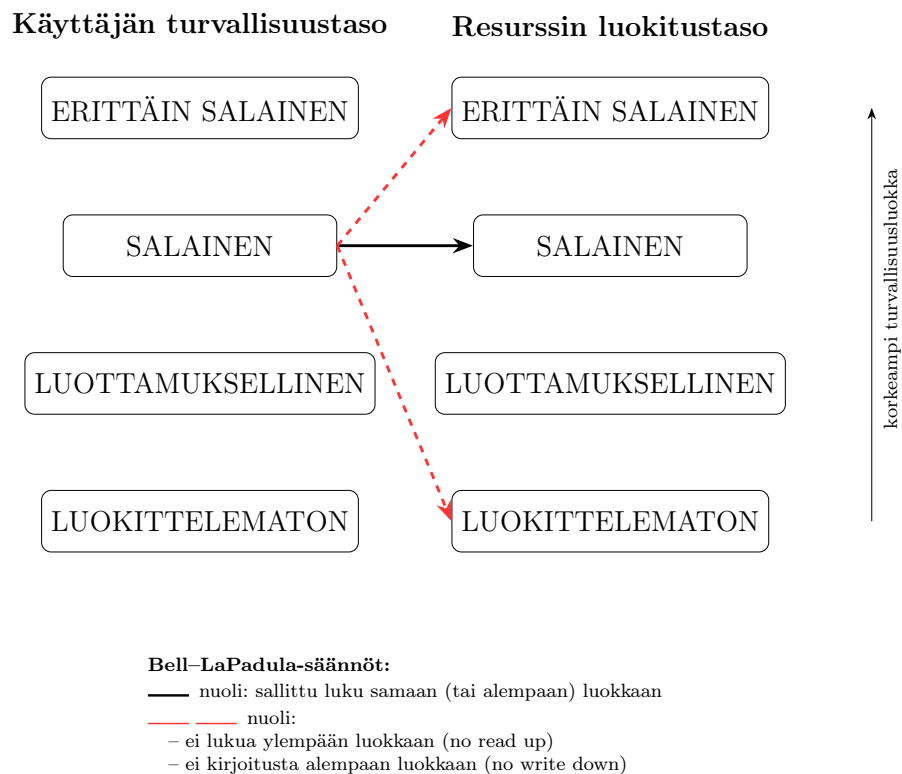 Käyttäjän turvallisuustaso
Resurssin luokitustaso
ERITTÄIN SALAINEN
ERITTÄIN SALAINEN
SALAINEN
SALAINEN
LUOTTAMUKSELLINEN
LUOTTAMUKSELLINEN
LUOKITTELEMATON
LUOKITTELEMATON
korkeampi turvallisuusluokka
Bell–LaPadula-säännöt:
nuoli: sallittu luku samaan (tai alempaan) luokkaan
nuoli:
– ei lukua ylempään luokkaan (no read up)
– ei kirjoitusta alempaan luokkaan (no write down)